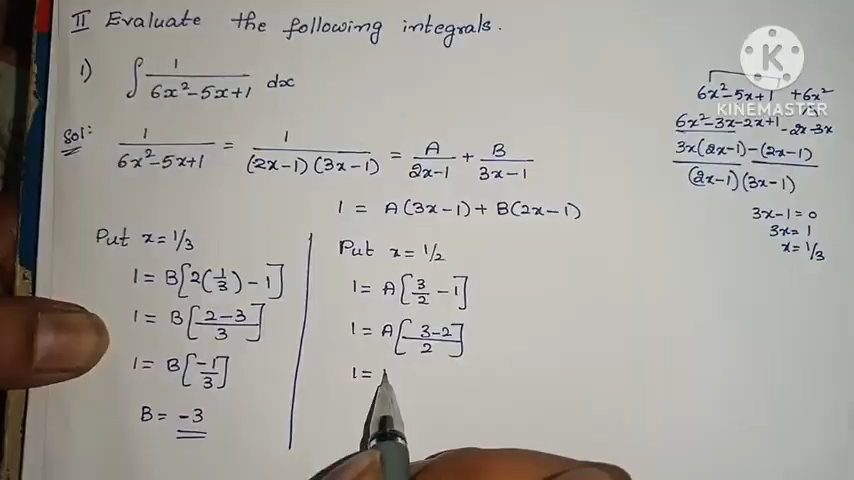 II Evaluate the following integrals.
1) ∫ 1/(6x²-5x+1) dx
Sol: 1/(6x²-5x+1) = 1/((2x-1)(3x-1)) = A/(2x-1) + B/(3x-1)
1 = A(3x-1) + B(2x-1)
Put x = 1/3
1 = B[2(1/3) - 1]
1 = B[(2-3)/3]
1 = B[-1/3]
B = -3
Put x = 1/2
1 = A[3/2 - 1]
1 = A[(3-2)/2]
1 =
K
KINEMASTER
6x²-5x+1 +6x²
6x²-3x-2x+1 -2x-3x
3x(2x-1)-(2x-1)
(2x-1)(3x-1)
3x-1=0
3x=1
x=1/3